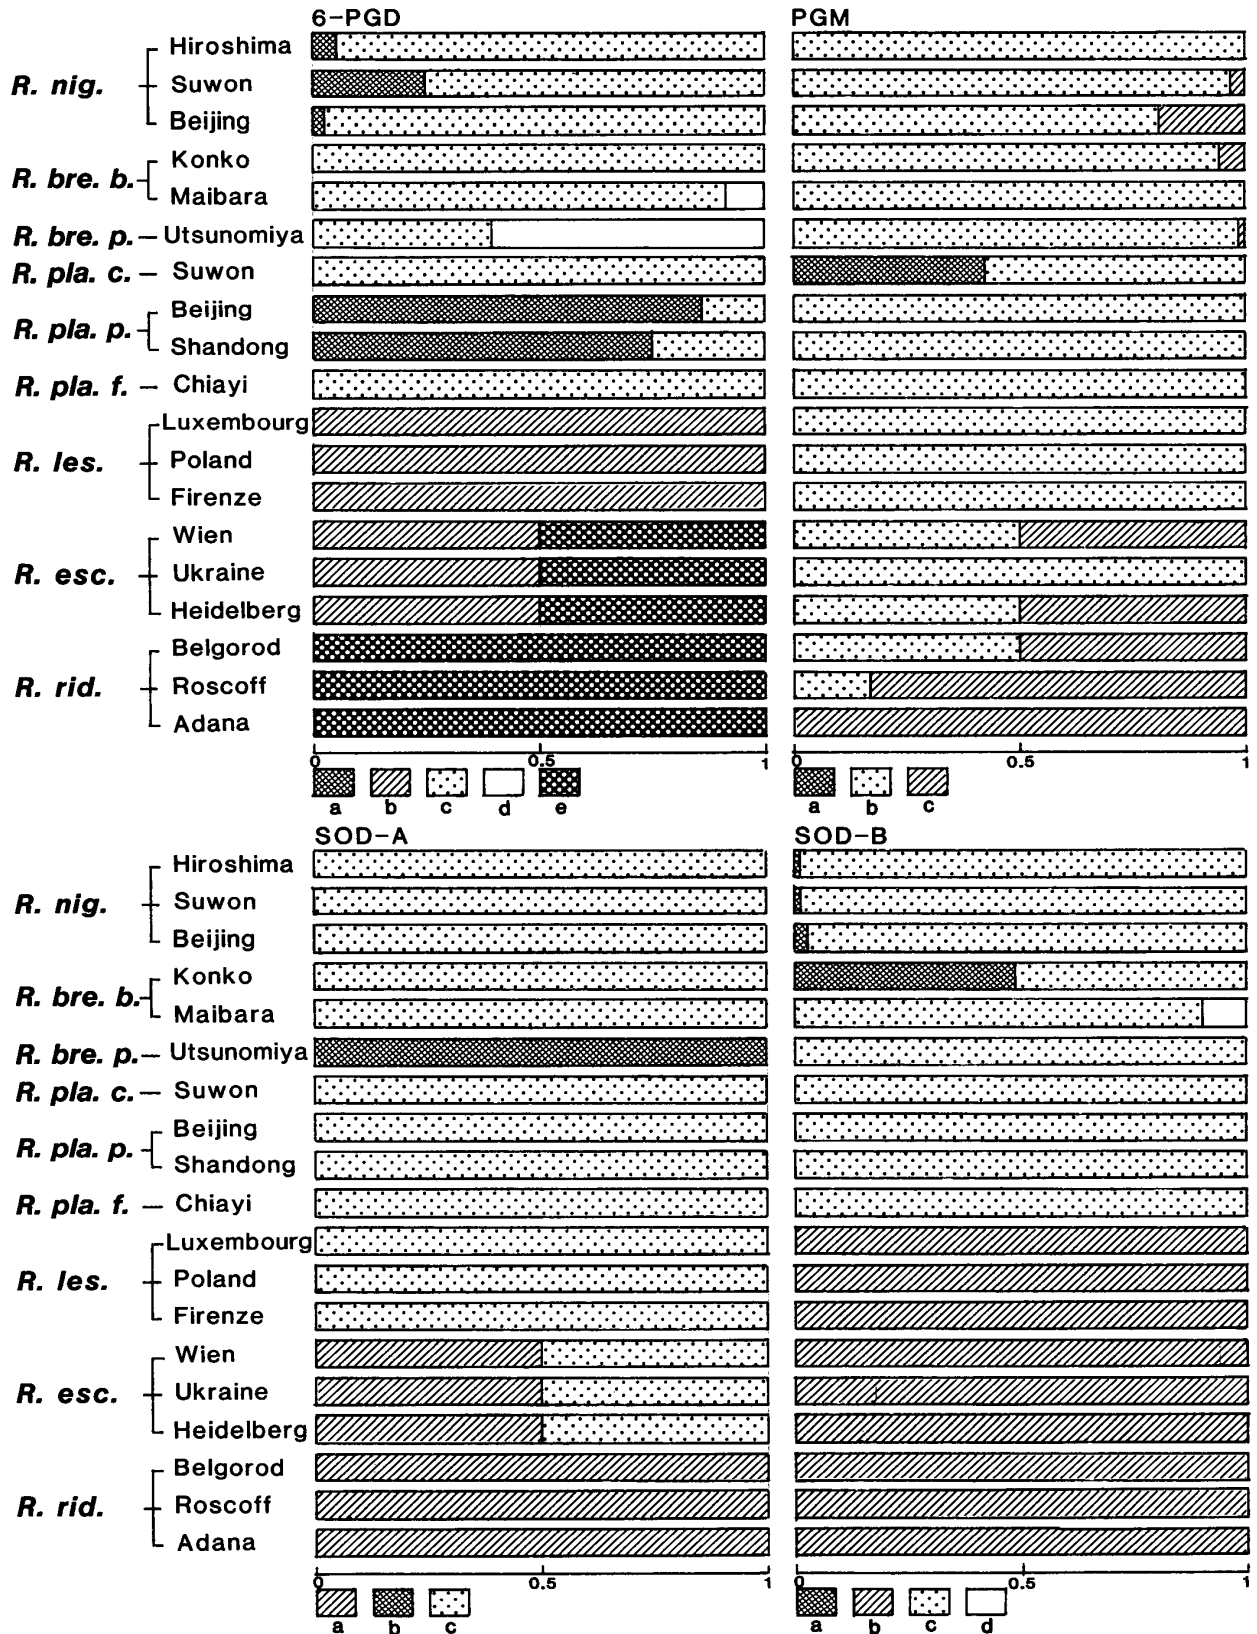 6-PGD PGM
Hiroshima
R. nig. Suwon
Beijing
Konko
R. bre. b. Maibara
R. bre. p. Utsunomiya
R. pla. c. Suwon
Beijing
R. pla. p. Shandong
R. pla. f. Chiayi
Luxembourg
R. les. Poland
Firenze
Wien
R. esc. Ukraine
Heidelberg
Belgorod
R. rid. Roscoff
Adana
0 0.5 1 0 0.5 1
a b c d e a b c
SOD-A SOD-B
Hiroshima
R. nig. Suwon
Beijing
Konko
R. bre. b. Maibara
R. bre. p. Utsunomiya
R. pla. c. Suwon
Beijing
R. pla. p. Shandong
R. pla. f. Chiayi
Luxembourg
R. les. Poland
Firenze
Wien
R. esc. Ukraine
Heidelberg
Belgorod
R. rid. Roscoff
Adana
0 0.5 1 0 0.5 1
a b c a b c d